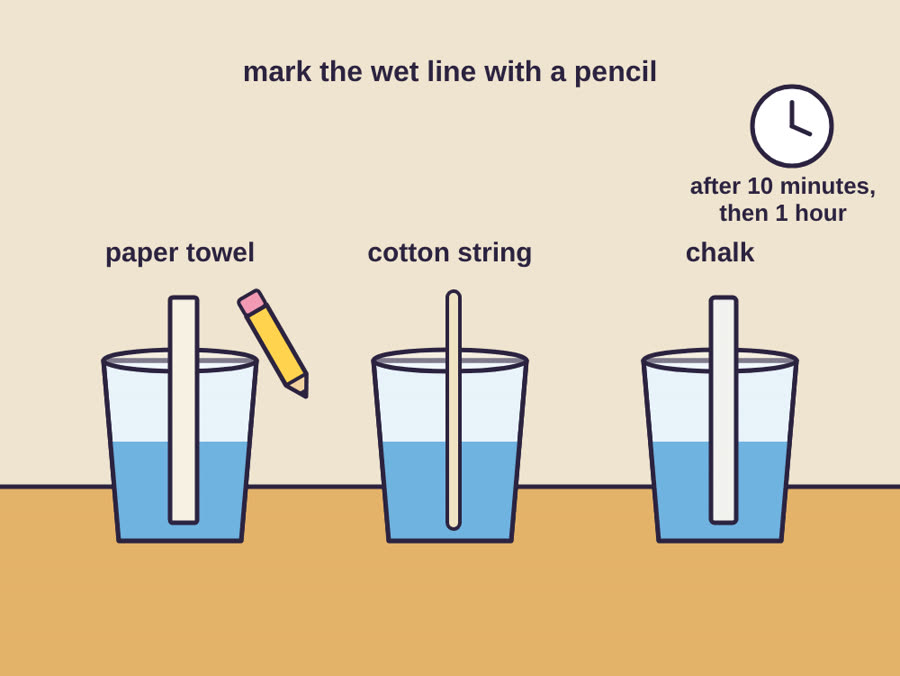 mark the wet line with a pencil
after 10 minutes,
then 1 hour
paper towel
cotton string
chalk